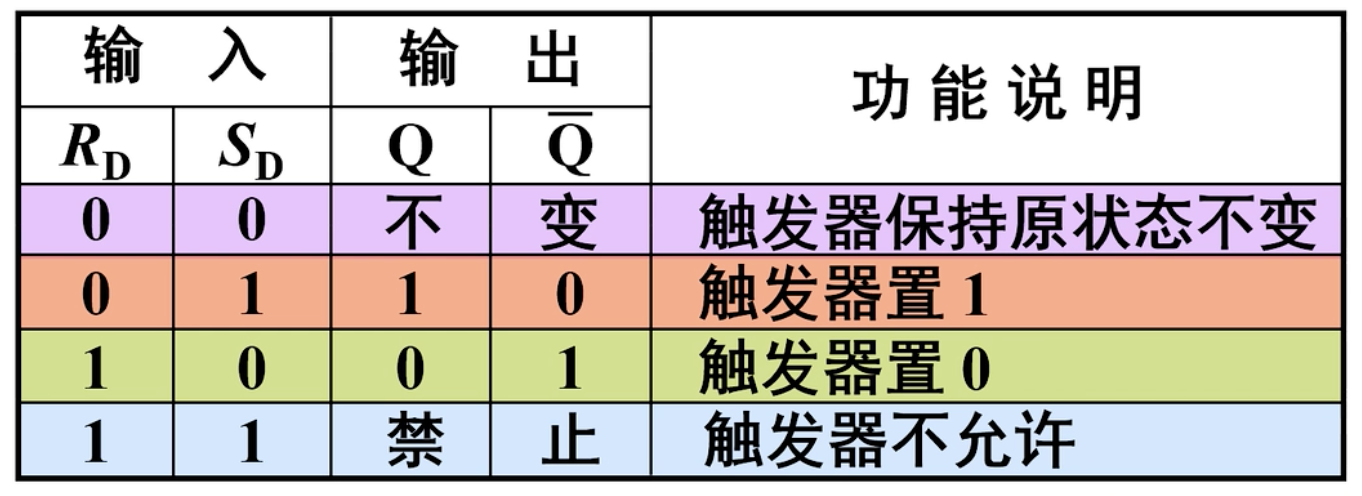 输 入 输 出 功能说明
R_D S_D Q Q̅
0 0 不 变 触发器保持原状态不变
0 1 1 0 触发器置 1
1 0 0 1 触发器置 0
1 1 禁 止 触发器不允许